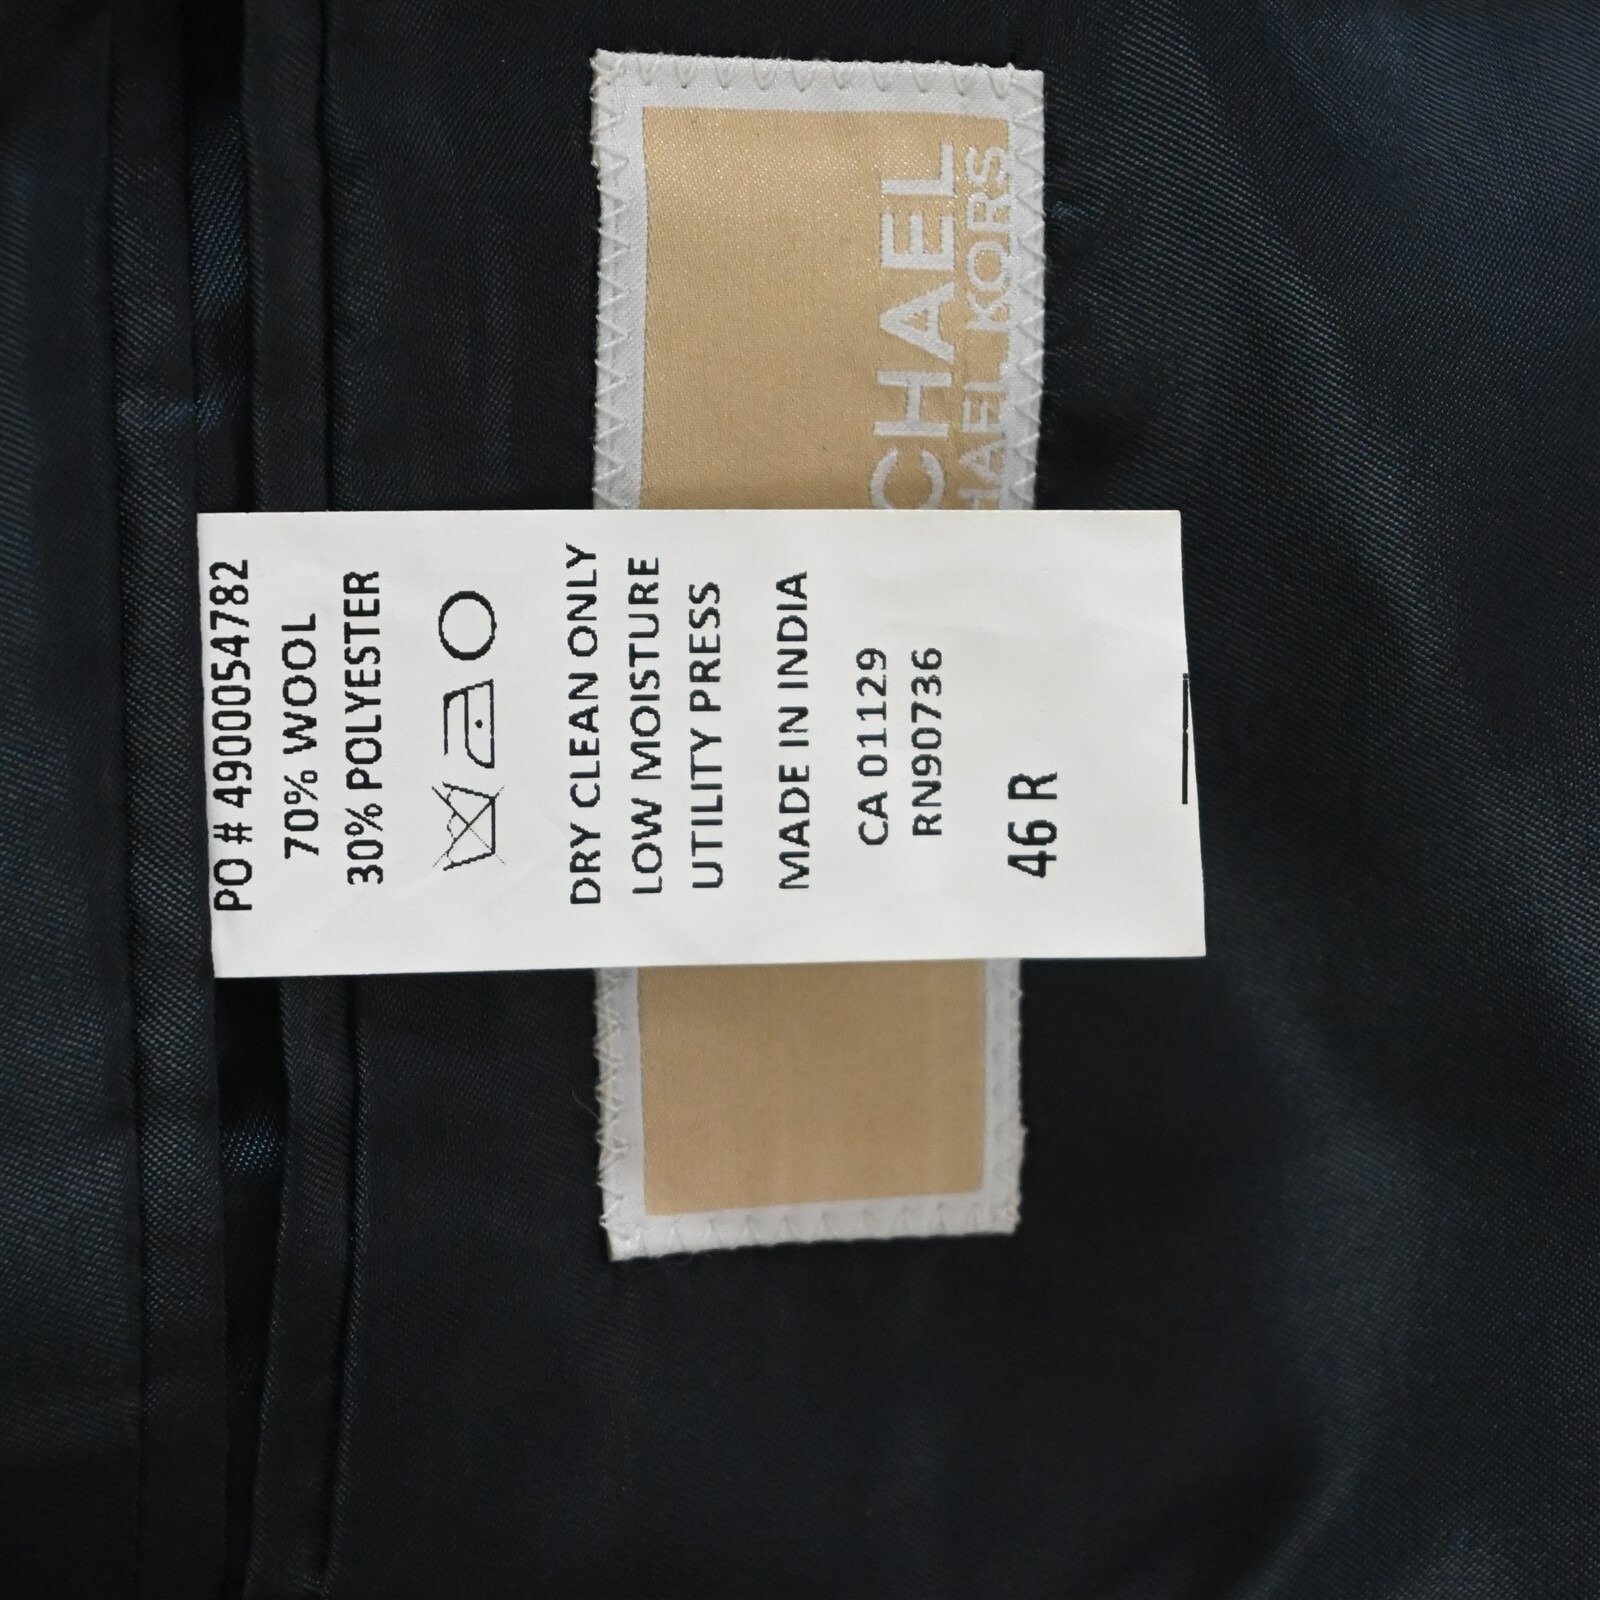 PO # 4900054782
70% WOOL
30% POLYESTER
DRY CLEAN ONLY
LOW MOISTURE
UTILITY PRESS
MADE IN INDIA
CA 01129
RN90736
46 R
CHAEL
HAEL KORS